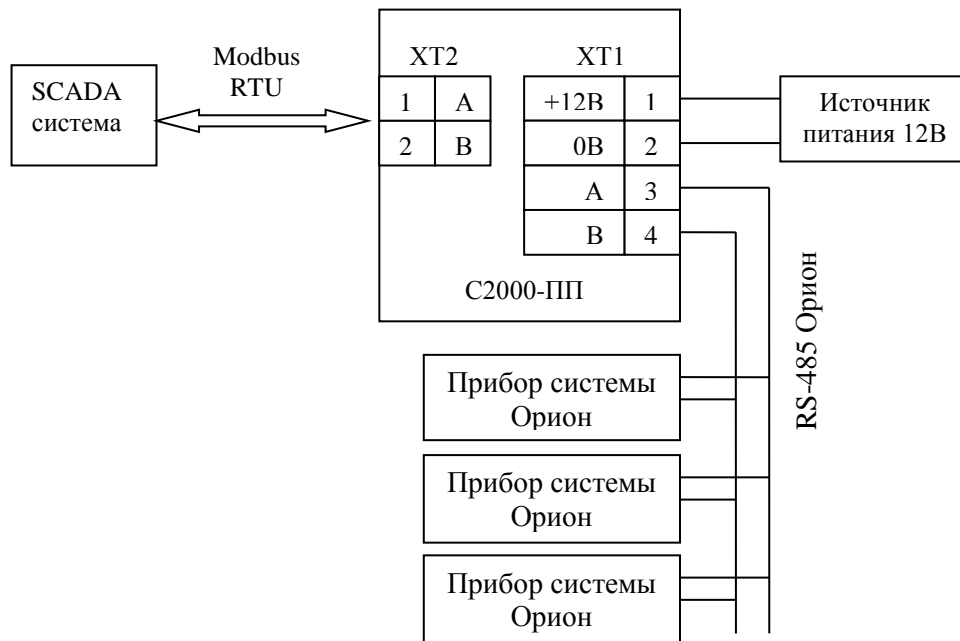 SCADA
система
Modbus
RTU
XT2
1 A
2 B
XT1
+12В 1
0В 2
A 3
B 4
С2000-ПП
Источник
питания 12В
RS-485 Орион
Прибор системы
Орион
Прибор системы
Орион
Прибор системы
Орион